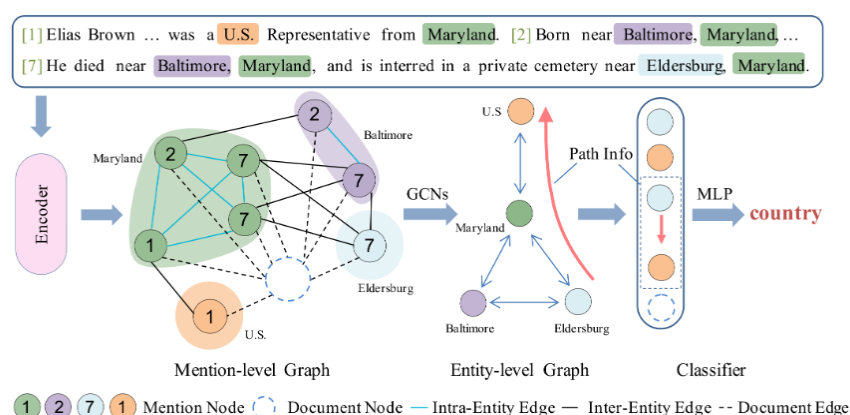 [1] Elias Brown … was a U.S. Representative from Maryland. [2] Born near Baltimore, Maryland, …
[7] He died near Baltimore, Maryland, and is interred in a private cemetery near Eldersburg, Maryland.
Encoder
Maryland
2
7
7
1
2
Baltimore
7
7
Eldersburg
1
U.S.
Mention-level Graph
GCNs
U.S
Maryland
Baltimore
Eldersburg
Entity-level Graph
Path Info
Classifier
MLP
country
1 2 7 1 Mention Node Document Node Intra-Entity Edge Inter-Entity Edge Document Edge